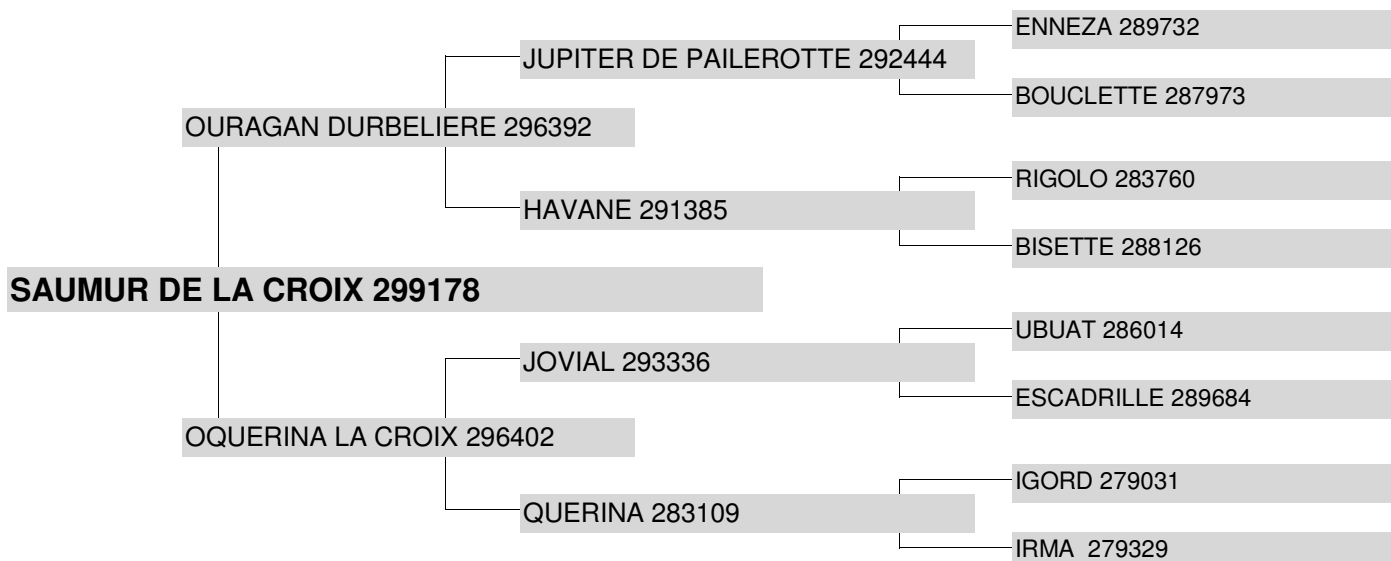 ENNEZA 289732
JUPITER DE PAILEROTTE 292444
BOUCLETTE 287973
OURAGAN DURBELIERE 296392
RIGOLO 283760
HAVANE 291385
BISETTE 288126
SAUMUR DE LA CROIX 299178
UBUAT 286014
JOVIAL 293336
ESCADRILLE 289684
OQUERINA LA CROIX 296402
IGORD 279031
QUERINA 283109
IRMA  279329